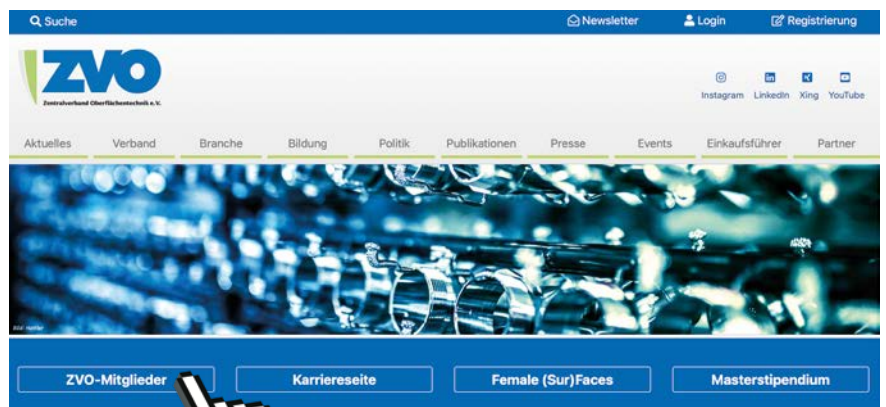 Suche Newsletter Login Registrierung
ZVO
Zentralverband Oberflächentechnik e.V.
Instagram LinkedIn Xing YouTube
Aktuelles Verband Branche Bildung Politik Publikationen Presse Events Einkaufsführer Partner
ZVO-Mitglieder Karriereseite Female (Sur)Faces Masterstipendium